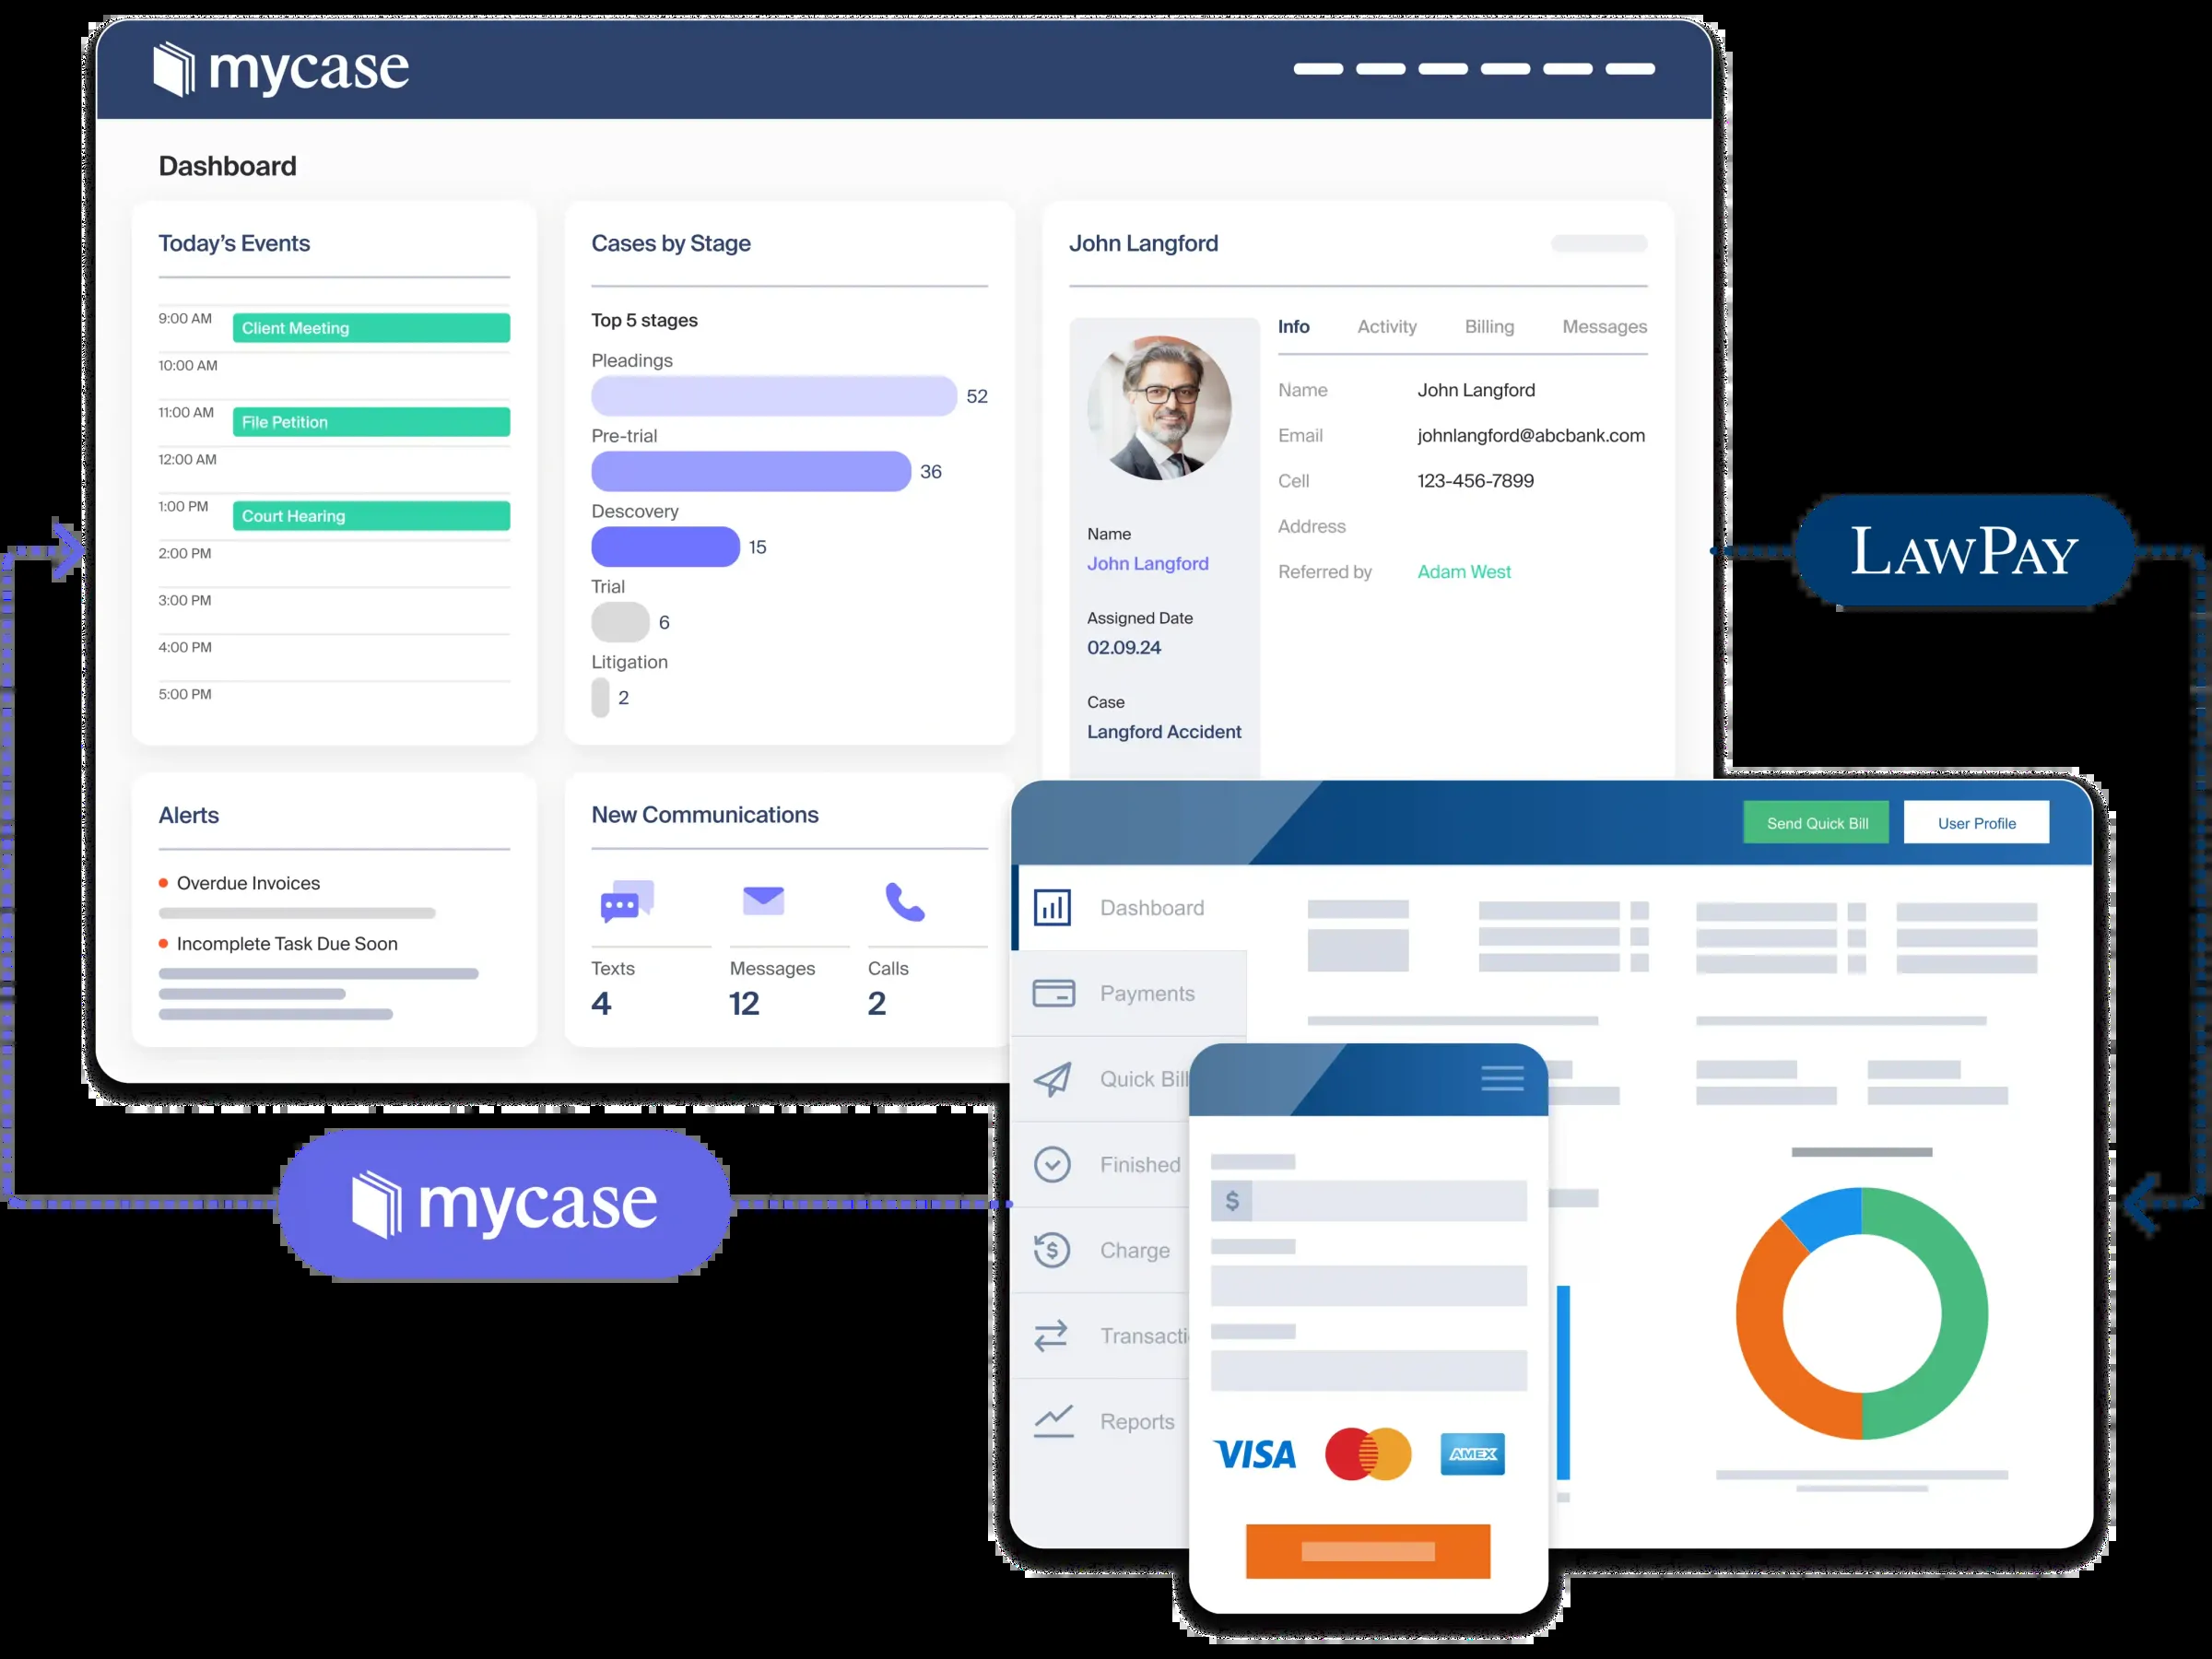 mycase
Dashboard
Today's Events
9:00 AM Client Meeting
10:00 AM
11:00 AM File Petition
12:00 AM
1:00 PM Court Hearing
2:00 PM
3:00 PM
4:00 PM
5:00 PM
Cases by Stage
Top 5 stages
Pleadings
52
Pre-trial
36
Descovery
15
Trial
6
Litigation
2
John Langford
Name
John Langford
Assigned Date
02.09.24
Case
Langford Accident
Info Activity Billing Messages
Name John Langford
Email johnlangford@abcbank.com
Cell 123-456-7899
Address
Referred by Adam West
LAWPAY
Alerts
Overdue Invoices
Incomplete Task Due Soon
New Communications
Texts Messages Calls
4 12 2
mycase
Send Quick Bill User Profile
Dashboard
Payments
Quick Bill
Finished
Charge
Transacti
Reports
$
VISA AMEX